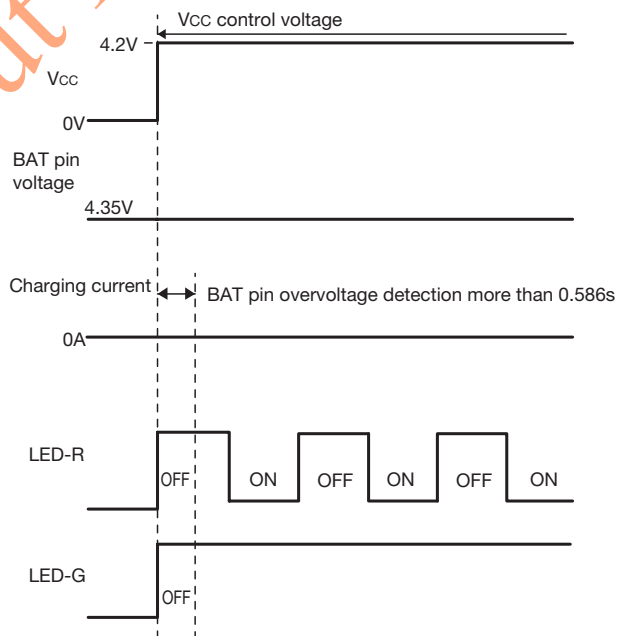 VCC control voltage
4.2V
VCC
0V
BAT pin
voltage
4.35V
Charging current
BAT pin overvoltage detection more than 0.586s
0A
LED-R
OFF ON OFF ON OFF ON
LED-G
OFF